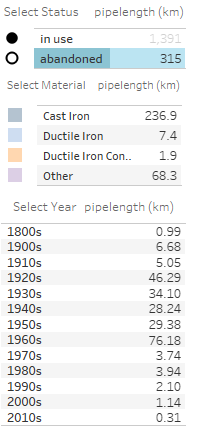 Select Status pipelength (km)
in use 1,391
abandoned 315
Select Material pipelength (km)
Cast Iron 236.9
Ductile Iron 7.4
Ductile Iron Con.. 1.9
Other 68.3
Select Year pipelength (km)
1800s 0.99
1900s 6.68
1910s 5.05
1920s 46.29
1930s 34.10
1940s 28.24
1950s 29.38
1960s 76.18
1970s 3.74
1980s 3.94
1990s 2.10
2000s 1.14
2010s 0.31